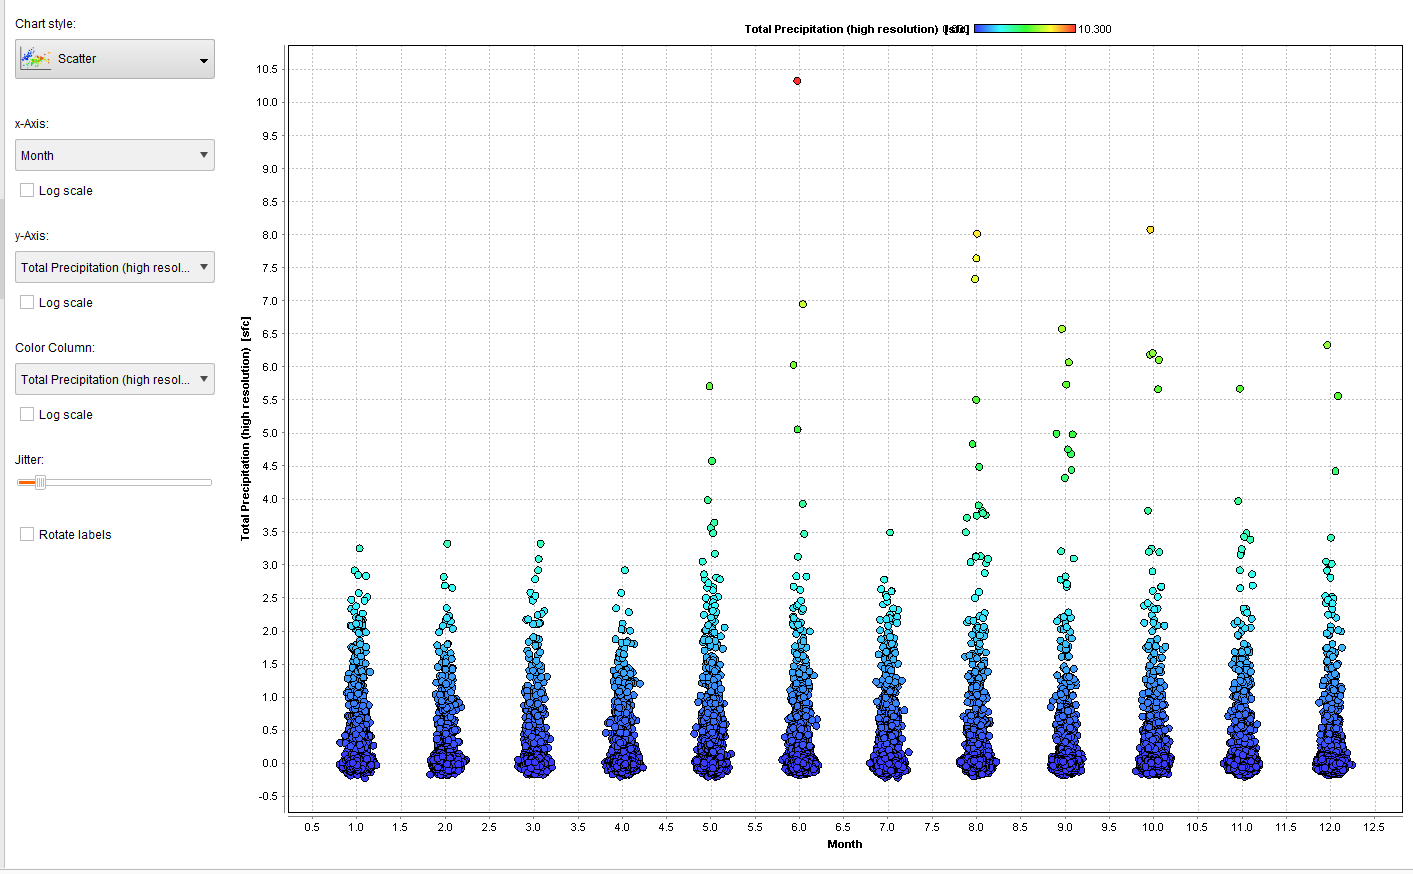 Chart style:
Scatter
x-Axis:
Month
Log scale
y-Axis:
Total Precipitation (high resol...
Log scale
Color Column:
Total Precipitation (high resol...
Log scale
Jitter:
Rotate labels
Total Precipitation (high resolution) [sfc] 10.300
Total Precipitation (high resolution) [sfc]
10.5
10.0
9.5
9.0
8.5
8.0
7.5
7.0
6.5
6.0
5.5
5.0
4.5
4.0
3.5
3.0
2.5
2.0
1.5
1.0
0.5
0.0
-0.5
0.5 1.0 1.5 2.0 2.5 3.0 3.5 4.0 4.5 5.0 5.5 6.0 6.5 7.0 7.5 8.0 8.5 9.0 9.5 10.0 10.5 11.0 11.5 12.0 12.5
Month